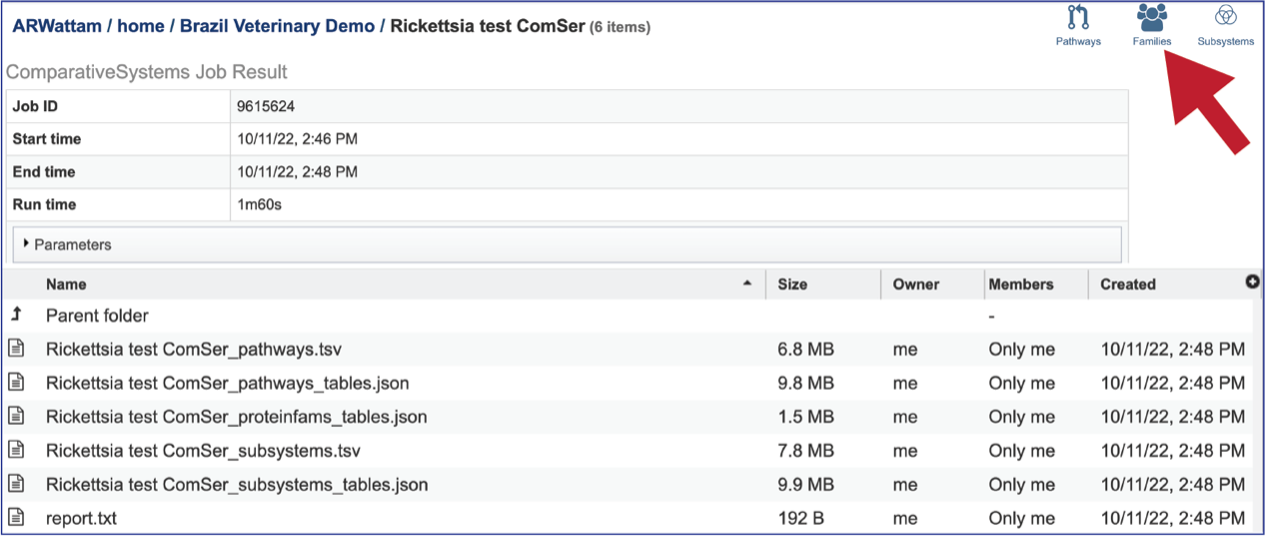 ARWattam / home / Brazil Veterinary Demo / Rickettsia test ComSer (6 items)
Pathways Families Subsystems
ComparativeSystems Job Result
Job ID 9615624
Start time 10/11/22, 2:46 PM
End time 10/11/22, 2:48 PM
Run time 1m60s
Parameters
Name Size Owner Members Created
Parent folder -
Rickettsia test ComSer_pathways.tsv 6.8 MB me Only me 10/11/22, 2:48 PM
Rickettsia test ComSer_pathways_tables.json 9.8 MB me Only me 10/11/22, 2:48 PM
Rickettsia test ComSer_proteinfams_tables.json 1.5 MB me Only me 10/11/22, 2:48 PM
Rickettsia test ComSer_subsystems.tsv 7.8 MB me Only me 10/11/22, 2:48 PM
Rickettsia test ComSer_subsystems_tables.json 9.9 MB me Only me 10/11/22, 2:48 PM
report.txt 192 B me Only me 10/11/22, 2:48 PM